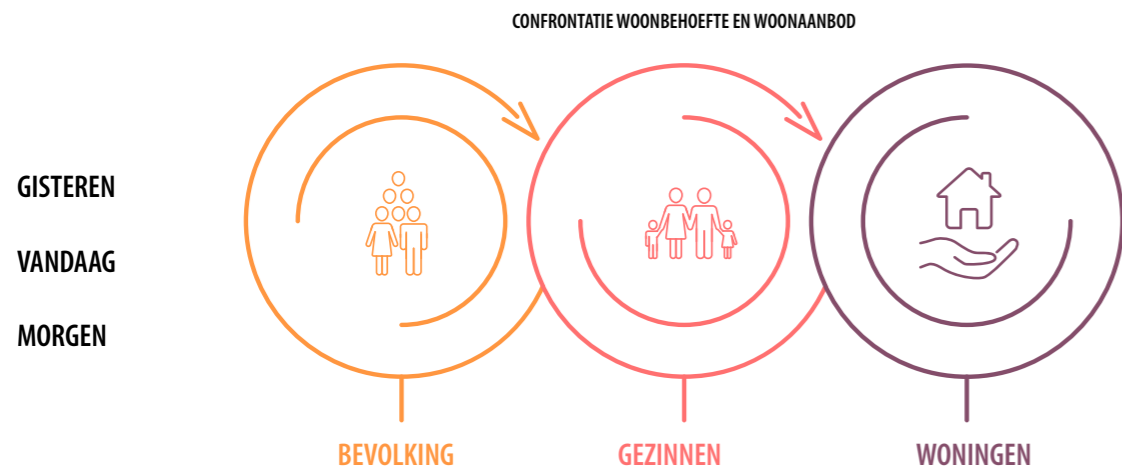 CONFRONTATIE WOONBEHOEFTE EN WOONAANBOD
GISTEREN
VANDAAG
MORGEN
BEVOLKING
GEZINNEN
WONINGEN